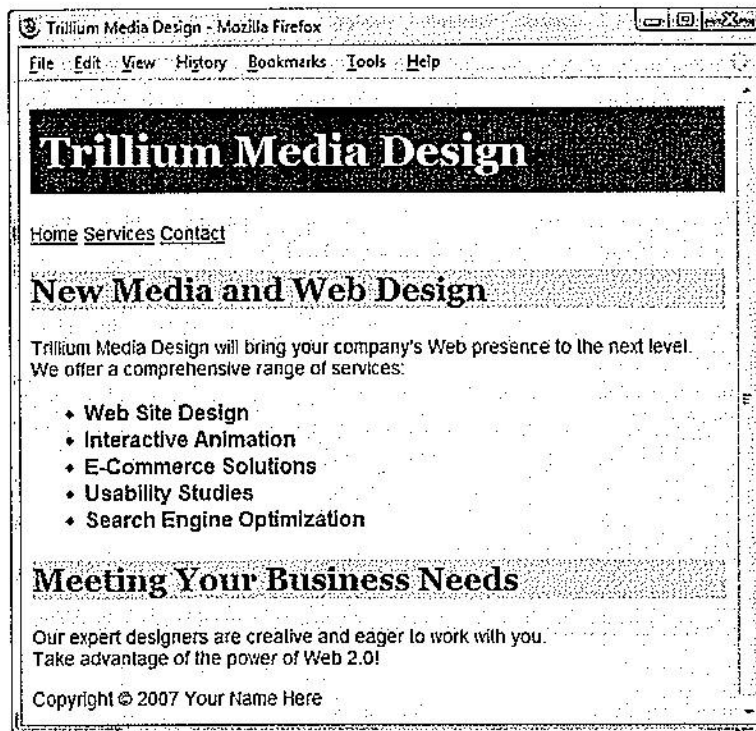 Trillium Media Design - Mozilla Firefox
File Edit View History Bookmarks Tools Help
Trillium Media Design
Home Services Contact
New Media and Web Design
Trillium Media Design will bring your company's Web presence to the next level.
We offer a comprehensive range of services:
• Web Site Design
• Interactive Animation
• E-Commerce Solutions
• Usability Studies
• Search Engine Optimization
Meeting Your Business Needs
Our expert designers are creative and eager to work with you.
Take advantage of the power of Web 2.0!
Copyright © 2007 Your Name Here